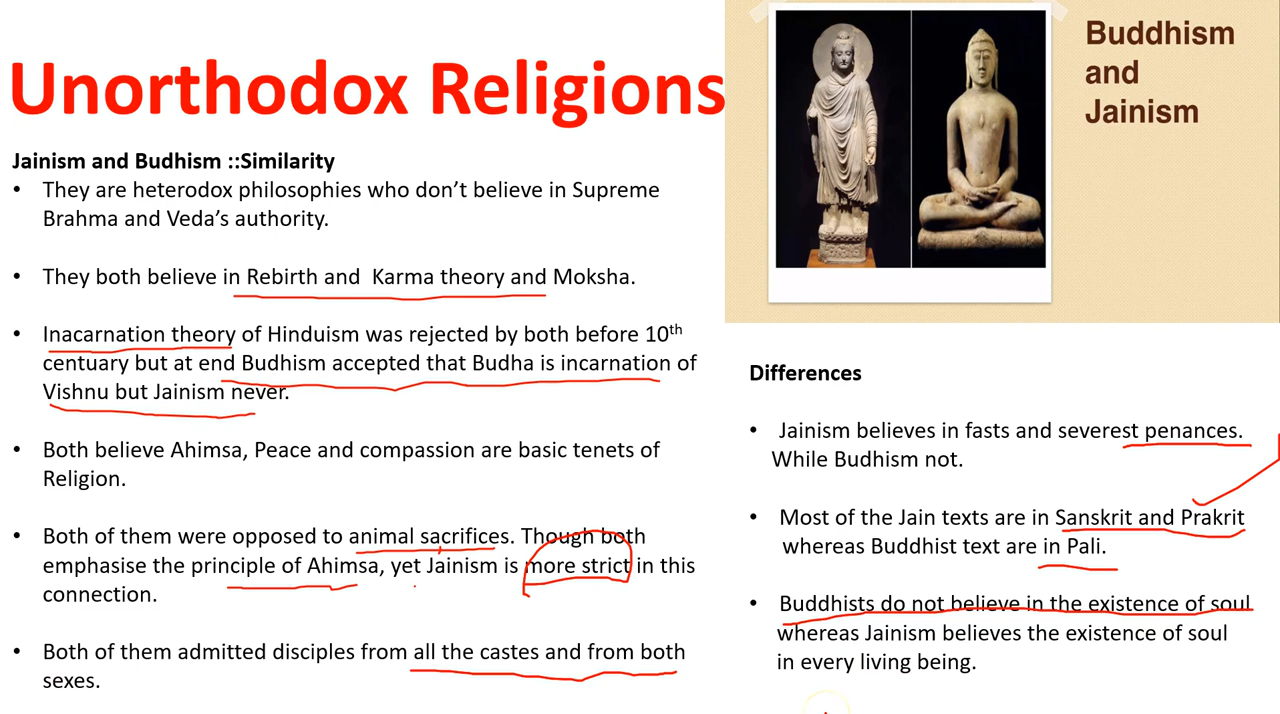 Unorthodox Religions
Jainism and Budhism ::Similarity
• They are heterodox philosophies who don’t believe in Supreme
Brahma and Veda’s authority.
• They both believe in Rebirth and Karma theory and Moksha.
• Inacarnation theory of Hinduism was rejected by both before 10th
centuary but at end Budhism accepted that Budha is incarnation of
Vishnu but Jainism never.
• Both believe Ahimsa, Peace and compassion are basic tenets of
Religion.
• Both of them were opposed to animal sacrifices. Though both
emphasise the principle of Ahimsa, yet Jainism is more strict in this
connection.
• Both of them admitted disciples from all the castes and from both
sexes.
Buddhism
and
Jainism
Differences
• Jainism believes in fasts and severest penances.
While Budhism not.
• Most of the Jain texts are in Sanskrit and Prakrit
whereas Buddhist text are in Pali.
• Buddhists do not believe in the existence of soul
whereas Jainism believes the existence of soul
in every living being.